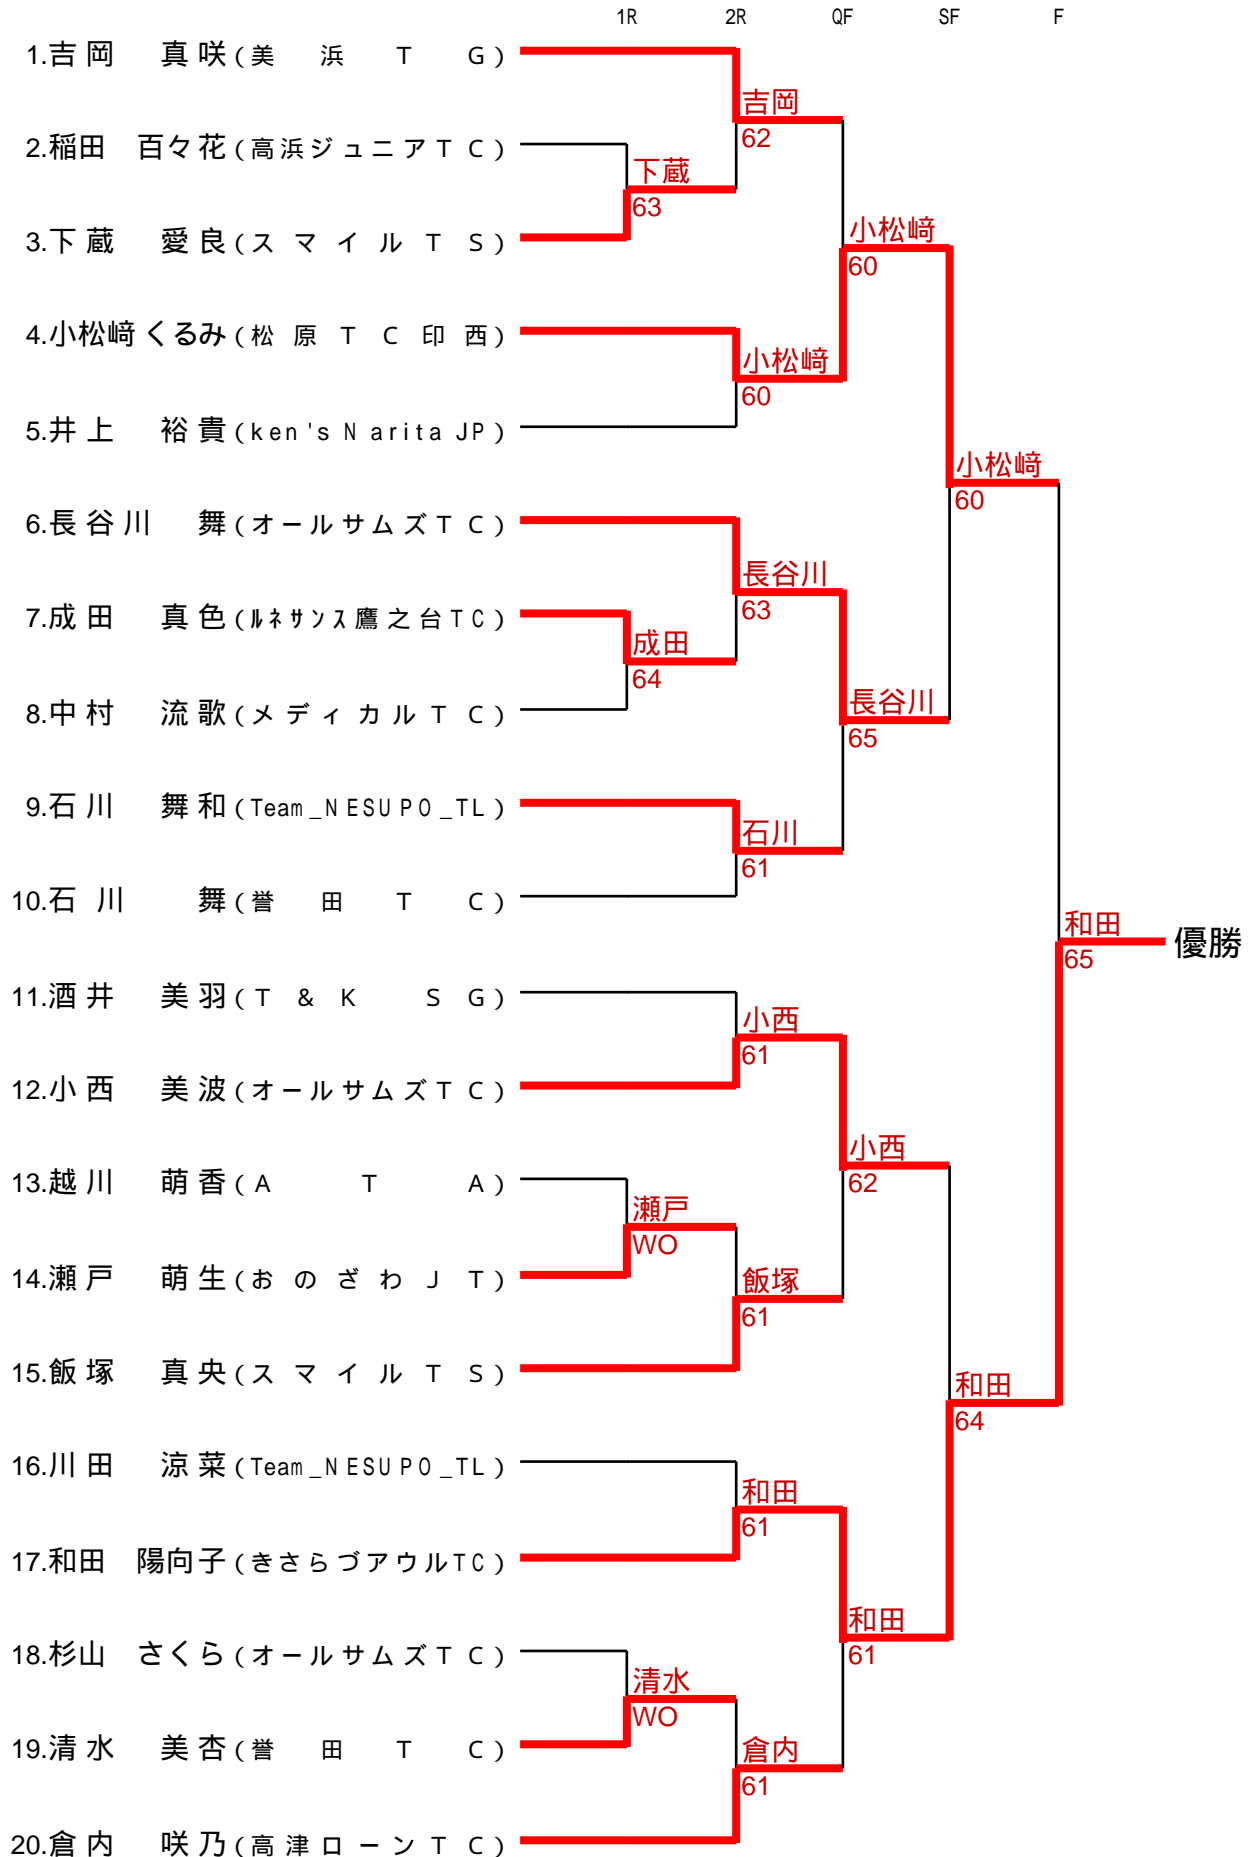 1R 2R QF SF F
1.吉岡 真咲(美浜TG)
吉岡
62
2.稲田 百々花(高浜ジュニアTC)
下蔵
63
3.下蔵 愛良(スマイルTS)
小松﨑
60
4.小松﨑 くるみ(松原TC印西)
小松﨑
60
5.井上 裕貴(ken's Narita JP)
小松﨑
60
6.長谷川 舞(オールサムズTC)
長谷川
63
7.成田 真色(ルネサンス鷹之台TC)
成田
64
8.中村 流歌(メディカルTC)
長谷川
65
9.石川 舞和(Team_NESUPO_TL)
石川
61
10.石川 舞(誉田TC)
和田
65
優勝
11.酒井 美羽(T&K SG)
小西
61
12.小西 美波(オールサムズTC)
小西
62
13.越川 萌香(ATA)
瀬戸
WO
14.瀬戸 萌生(おのざわJT)
飯塚
61
15.飯塚 真央(スマイルTS)
和田
64
16.川田 涼菜(Team_NESUPO_TL)
和田
61
17.和田 陽向子(きさらづアウルTC)
和田
61
18.杉山 さくら(オールサムズTC)
清水
WO
19.清水 美杏(誉田TC)
倉内
61
20.倉内 咲乃(高津ローンTC)